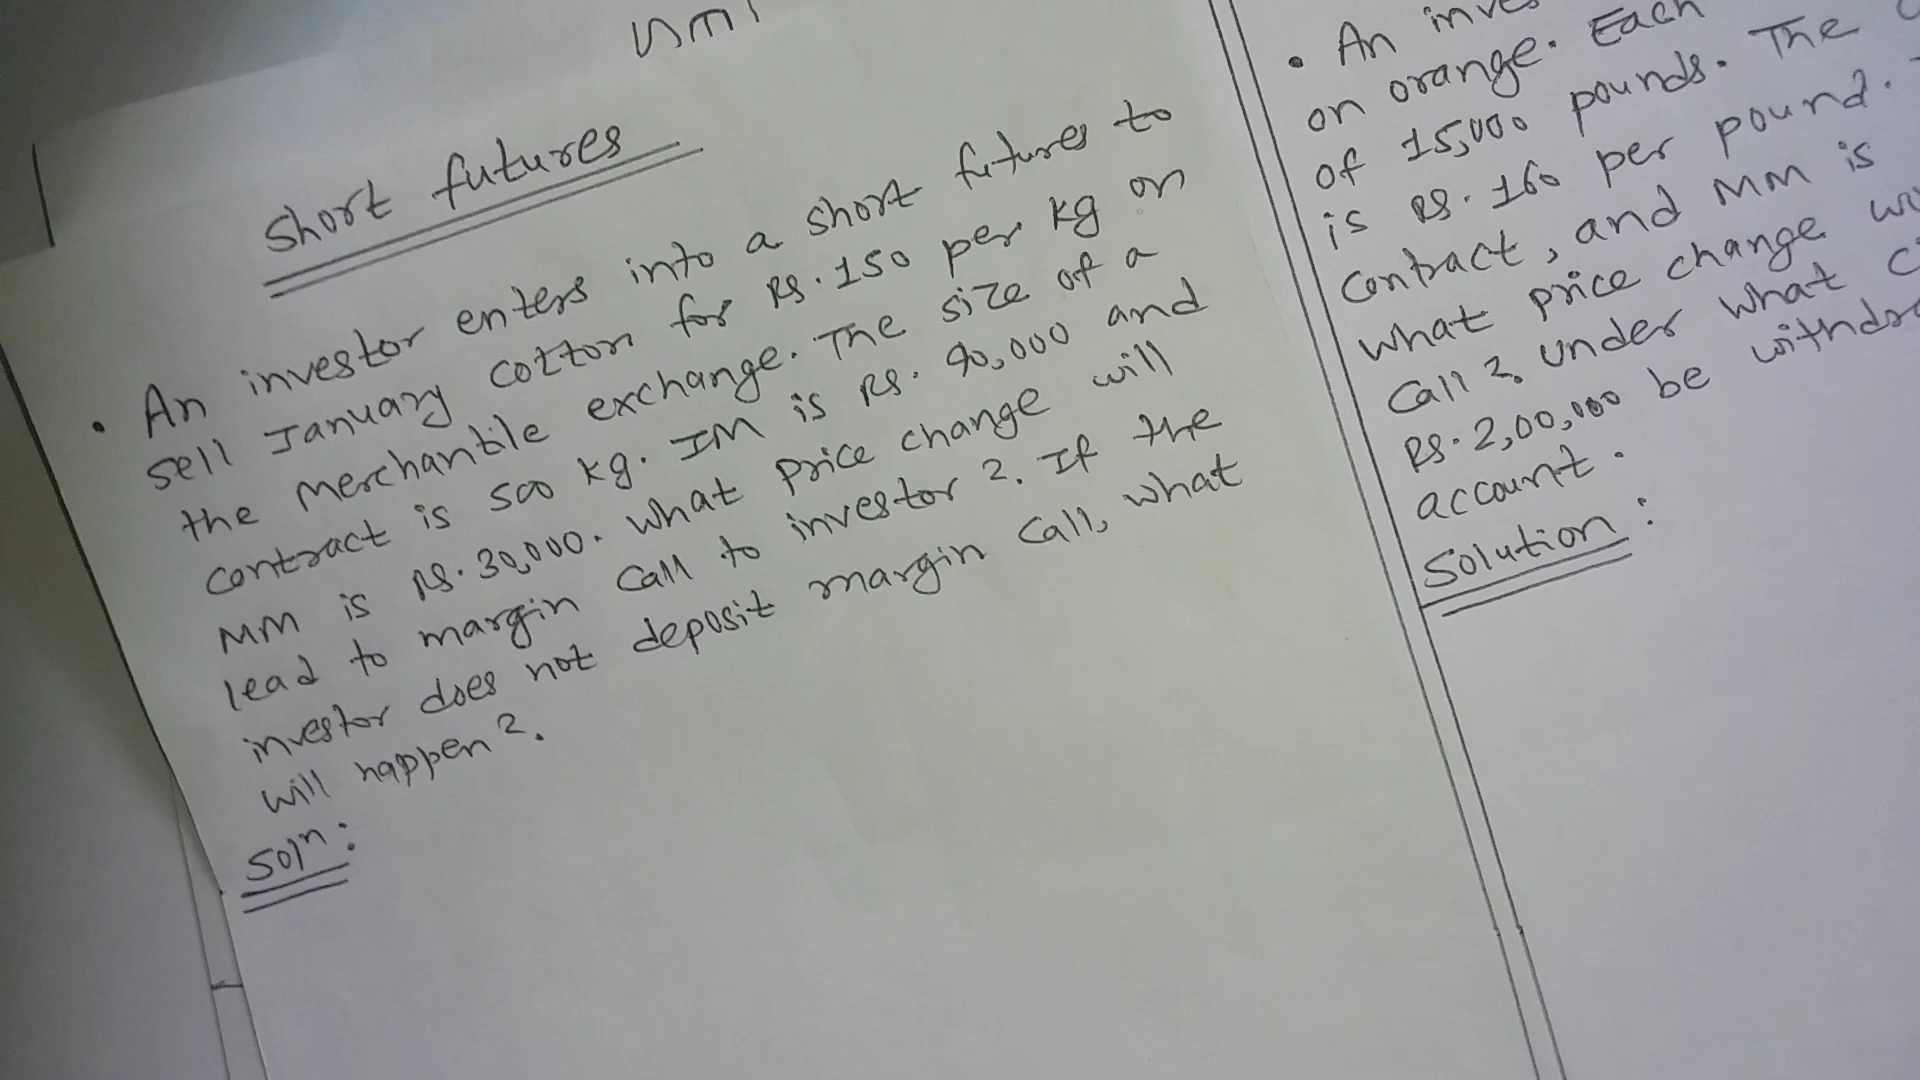 short futures
• An investor enters into a short futures to
sell January cotton for Rs. 150 per kg on
the merchantile exchange. The size of a
contract is 500 kg. IM is Rs. 90,000 and
MM is Rs. 30,000. What price change will
lead to margin call to investor?. If the
investor does not deposit margin call, what
will happen?.
Solⁿ:
• An
on orange. Each
of 15,000 pounds. The
is Rs. 160 per pound.
contract, and MM is
what price change
call?. Under what
Rs. 2,00,000 be
account.
Solution: